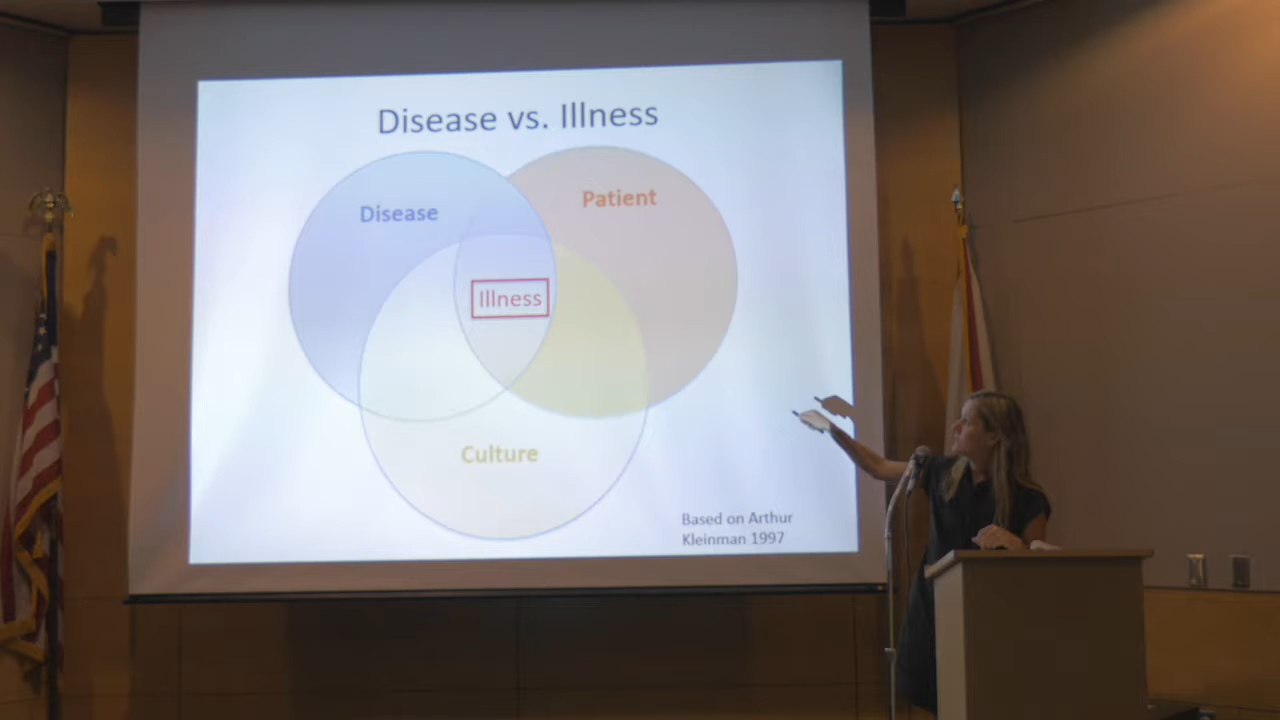 Disease vs. Illness
Disease
Patient
Illness
Culture
Based on Arthur
Kleinman 1997